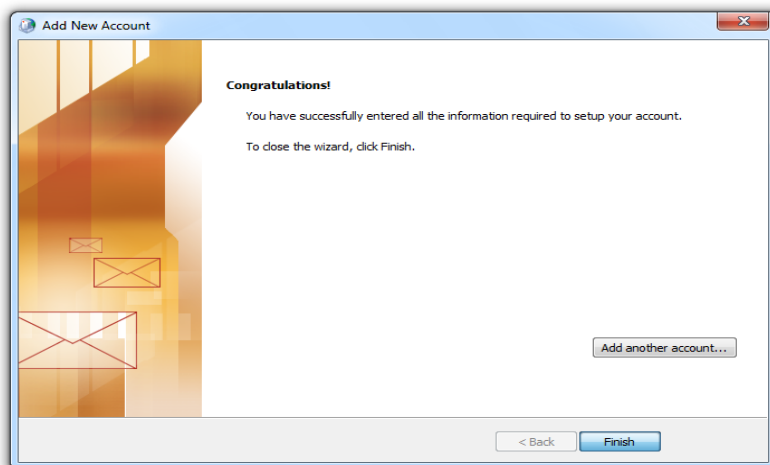 Add New Account
Congratulations!
You have successfully entered all the information required to setup your account.
To close the wizard, click Finish.
Add another account...
< Back
Finish